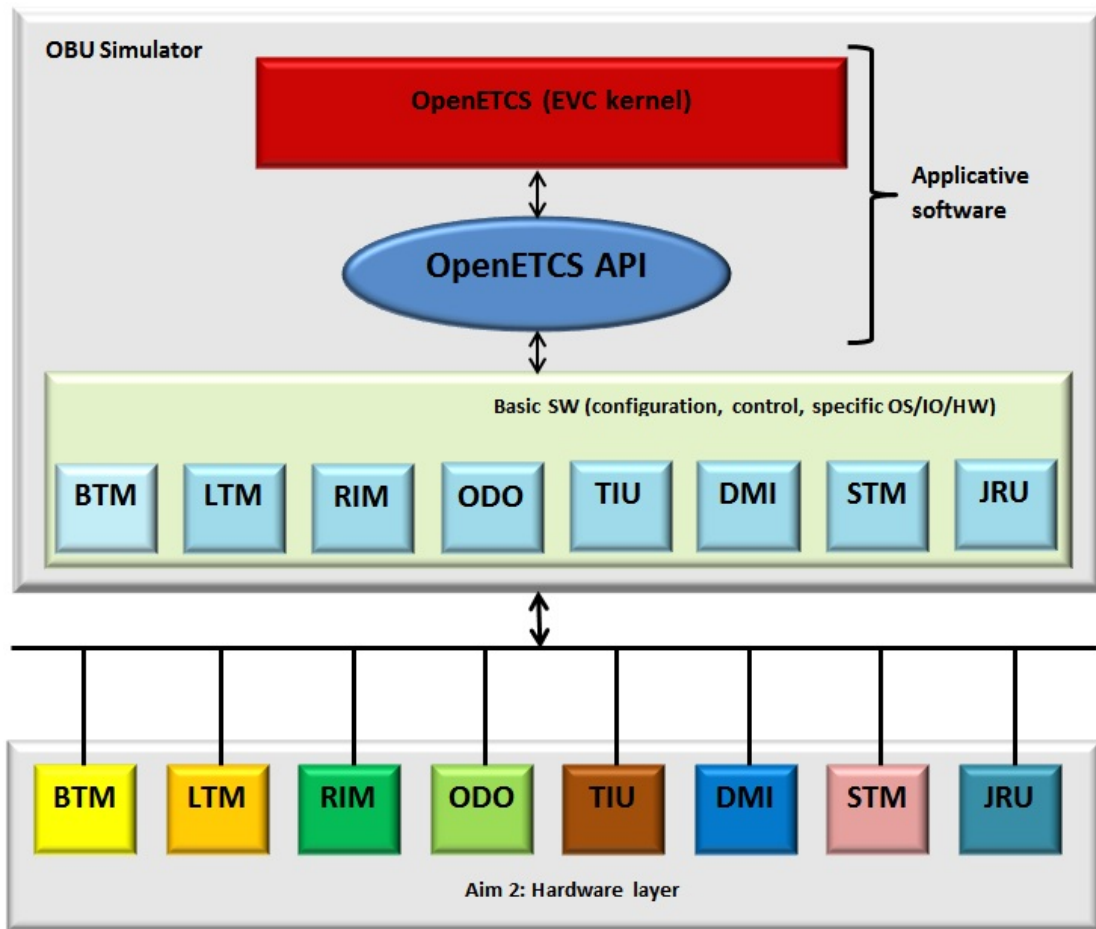 OBU Simulator
OpenETCS (EVC kernel)
Applicative
software
OpenETCS API
Basic SW (configuration, control, specific OS/IO/HW)
BTM LTM RIM ODO TIU DMI STM JRU
BTM LTM RIM ODO TIU DMI STM JRU
Aim 2: Hardware layer